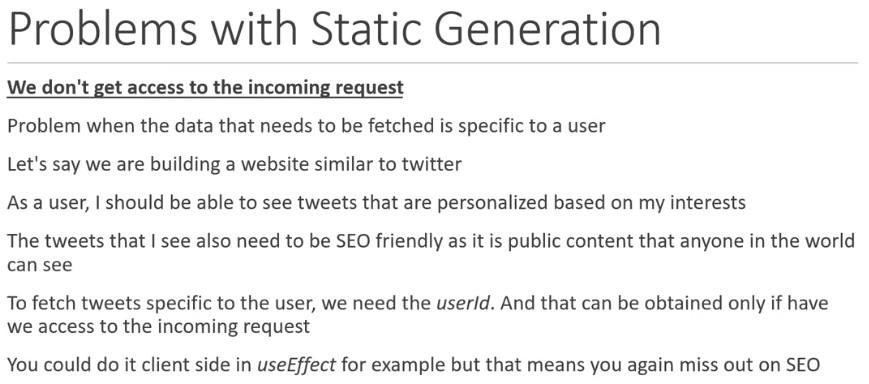 Problems with Static Generation
We don't get access to the incoming request
Problem when the data that needs to be fetched is specific to a user
Let's say we are building a website similar to twitter
As a user, I should be able to see tweets that are personalized based on my interests
The tweets that I see also need to be SEO friendly as it is public content that anyone in the world
can see
To fetch tweets specific to the user, we need the userId. And that can be obtained only if have
we access to the incoming request
You could do it client side in useEffect for example but that means you again miss out on SEO